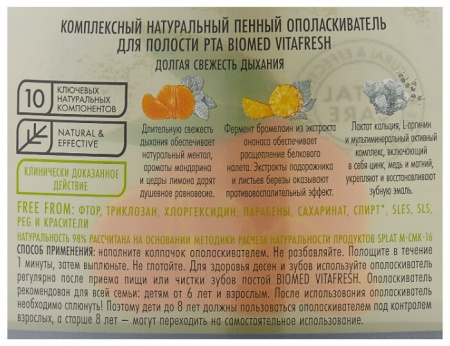 КОМПЛЕКСНЫЙ НАТУРАЛЬНЫЙ ПЕННЫЙ ОПОЛАСКИВАТЕЛЬ
ДЛЯ ПОЛОСТИ РТА BIOMED VITAFRESH
ДОЛГАЯ СВЕЖЕСТЬ ДЫХАНИЯ
10 КЛЮЧЕВЫХ
НАТУРАЛЬНЫХ
КОМПОНЕНТОВ
NATURAL &
EFFECTIVE
КЛИНИЧЕСКИ ДОКАЗАННОЕ
ДЕЙСТВИЕ
Длительную свежесть
дыхания обеспечивает
натуральный ментол,
ароматы мандарина
и цедры лимона дарят
душевное равновесие.
Фермент бромелаин из экстракта
ананаса обеспечивает
расщепление белкового
налета. Экстракты подорожника
и листьев березы оказывают
противовоспалительный эффект.
Лактат кальция, L-аргинин
и мультиминеральный активный
комплекс, включающий
в себя цинк, медь и магний,
укрепляют и восстанавливают
зубную эмаль.
FREE FROM: ФТОР, ТРИКЛОЗАН, ХЛОРГЕКСИДИН, ПАРАБЕНЫ, САХАРИНАТ, СПИРТ*, SLES, SLS,
PEG И КРАСИТЕЛИ
НАТУРАЛЬНОСТЬ 98% РАССЧИТАНА НА ОСНОВАНИИ МЕТОДИКИ РАСЧЕТА НАТУРАЛЬНОСТИ ПРОДУКТОВ SPLAT М-СМК-16
СПОСОБ ПРИМЕНЕНИЯ: наполните колпачок ополаскивателем. Не разбавляйте. Полощите в течение
1 минуты, затем выплюньте. Не глотайте. Для здоровья десен и зубов используйте ополаскиватель
регулярно после приема пищи или чистки зубов пастой BIOMED VITAFRESH. Ополаскиватель
рекомендован для всей семьи: детям от 6 лет и взрослым. После использования ополаскиватель
необходимо сплюнуть! Поэтому дети до 8 лет должны пользоваться ополаскивателем под контролем
взрослых, а старше 8 лет — могут переходить на самостоятельное использование.